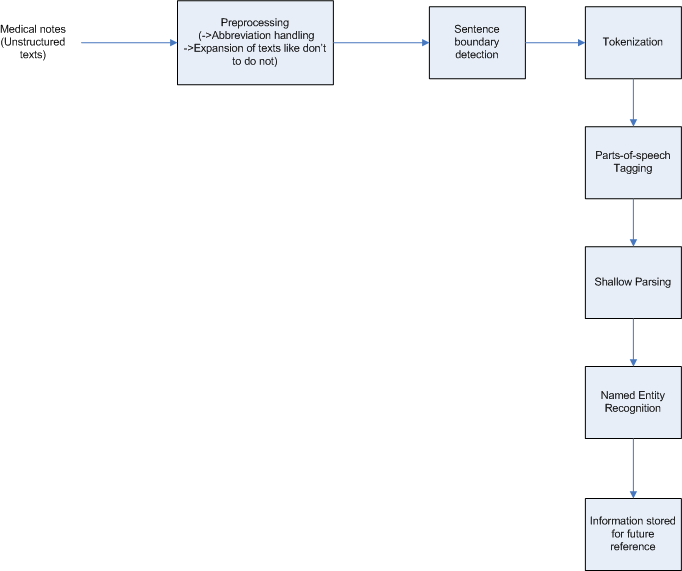 Medical notes
(Unstructured
texts)
Preprocessing
(->Abbreviation handling
->Expansion of texts like don't
to do not)
Sentence
boundary
detection
Tokenization
Parts-of-speech
Tagging
Shallow Parsing
Named Entity
Recognition
Information stored
for future
reference